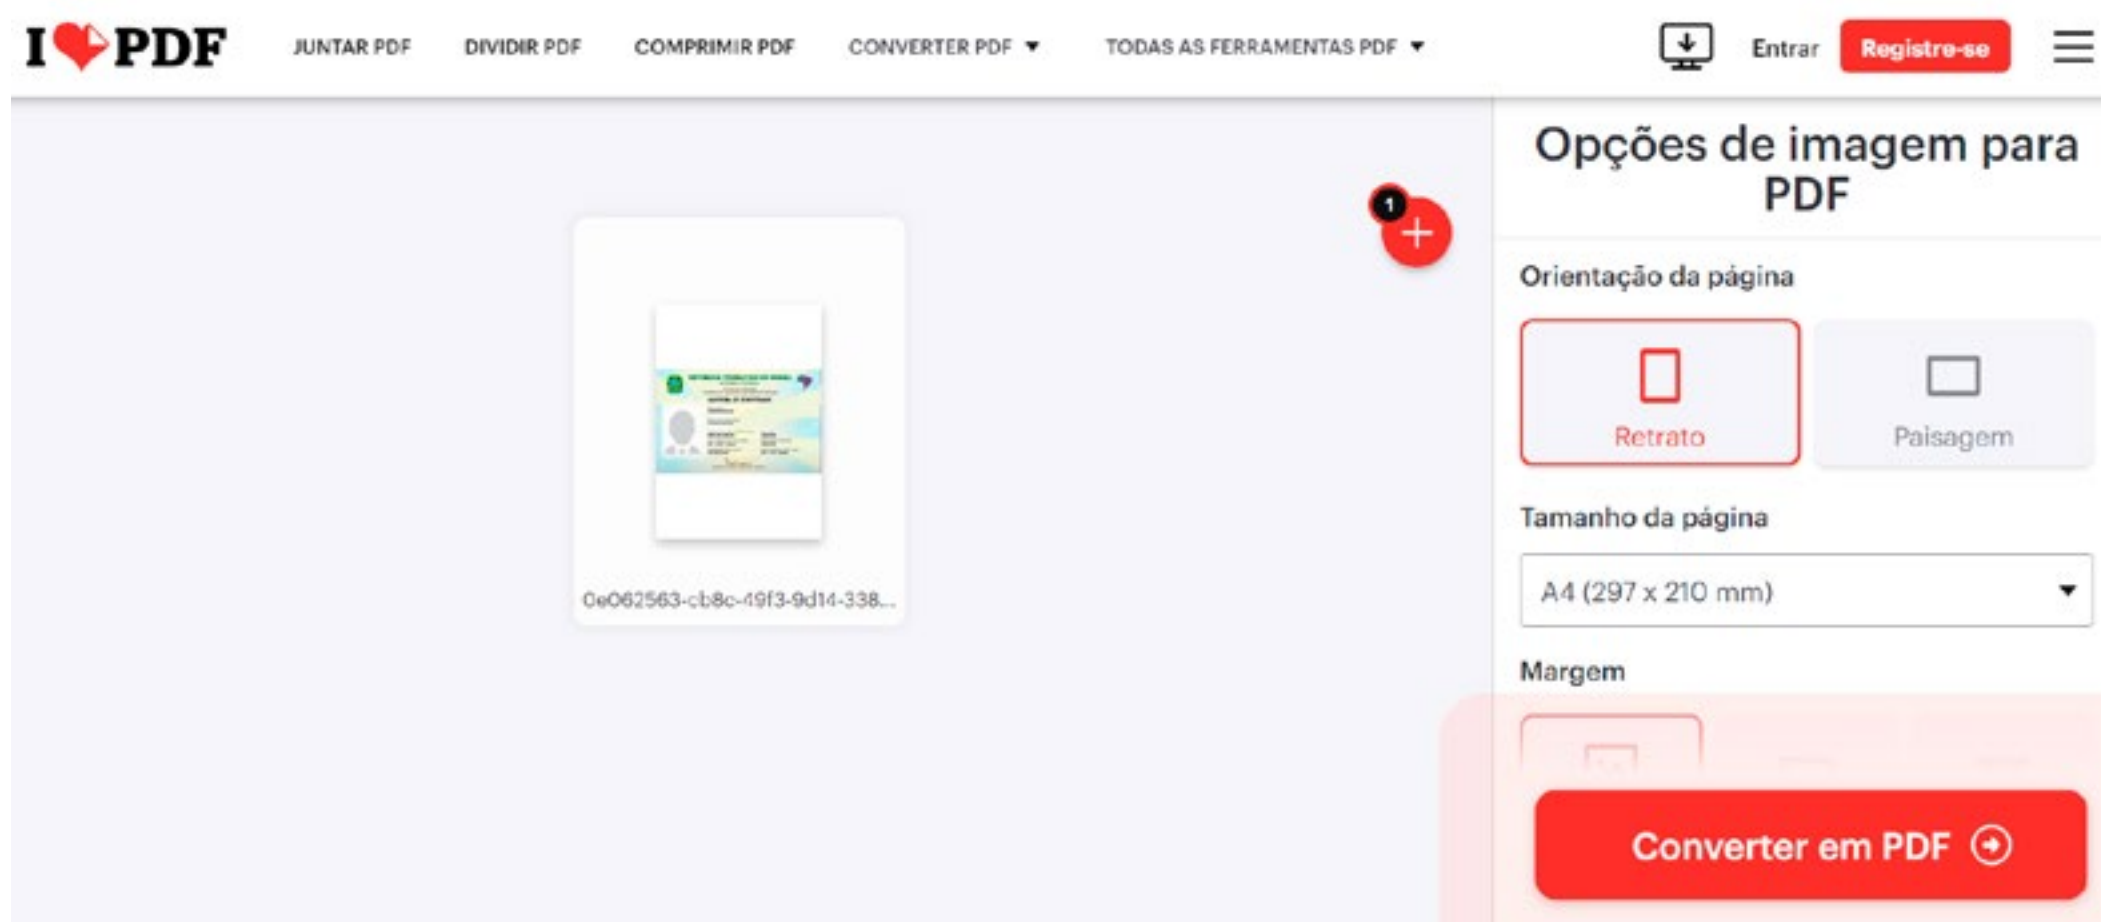 I PDF
JUNTAR PDF
DIVIDIR PDF
COMPRIMIR PDF
CONVERTER PDF
TODAS AS FERRAMENTAS PDF
Entrar
Registre-se
1
Opções de imagem para
PDF
Orientação da página
Retrato
Paisagem
Tamanho da página
A4 (297 x 210 mm)
Margem
0e062563-cb8c-49f3-9d14-338...
Converter em PDF